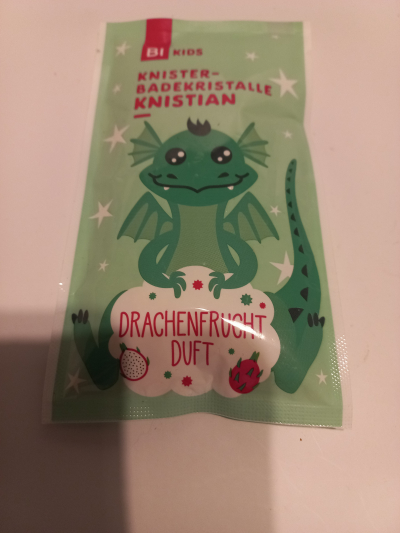 BI KIDS
KNISTER-
BADEKRISTALLE
KNISTIAN
DRACHENFRUCHT
DUFT